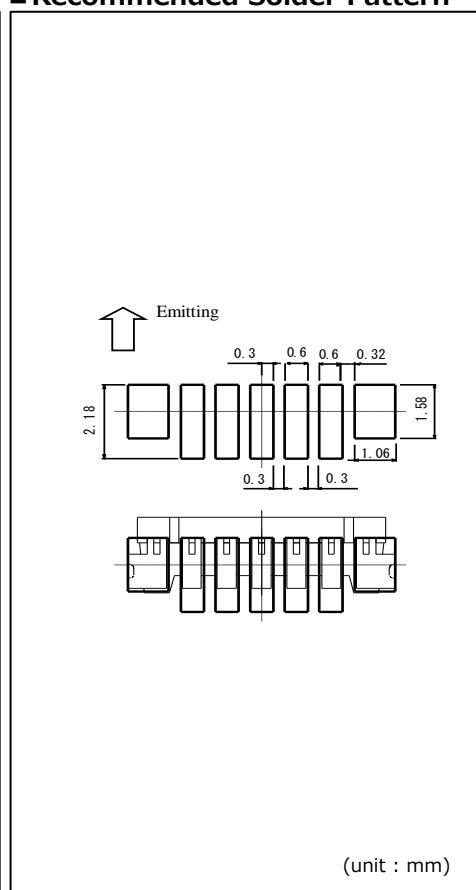 ■Recommended Solder Pattern
Emitting
0.3 0.6 0.6 0.32
2.18
1.58
1.06
0.3 0.3
(unit : mm)